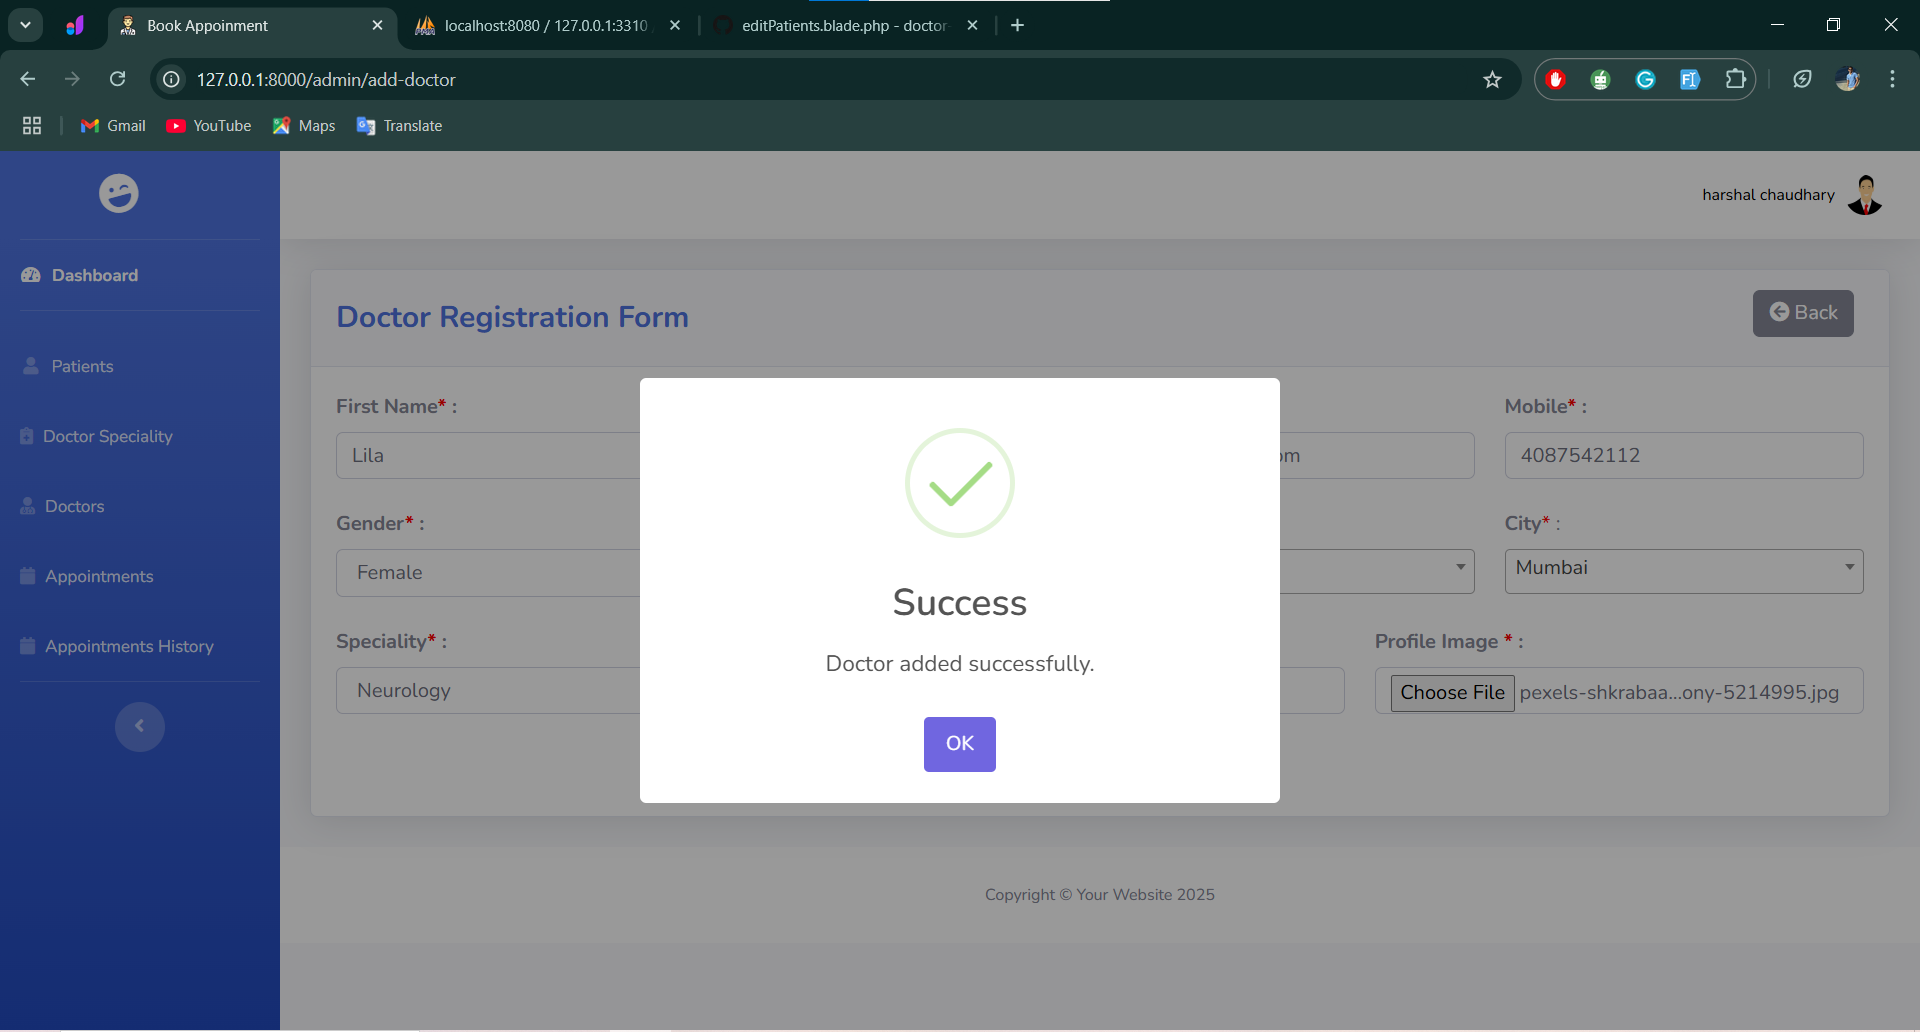 Book Appoinment
localhost:8080 / 127.0.0.1:3310
editPatients.blade.php - doctor-
127.0.0.1:8000/admin/add-doctor
Gmail
YouTube
Maps
Translate
harshal chaudhary
Dashboard
Patients
Doctor Speciality
Doctors
Appointments
Appointments History
Doctor Registration Form
Back
First Name* :
Mobile* :
Lila
om
4087542112
Gender* :
City* :
Female
Mumbai
Speciality* :
Profile Image * :
Neurology
Choose File pexels-shkrabaa...ony-5214995.jpg
Success
Doctor added successfully.
OK
Copyright © Your Website 2025